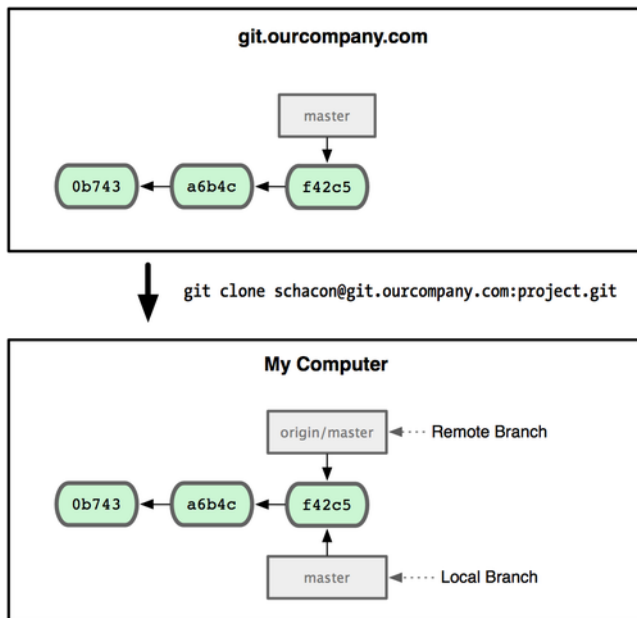 git.ourcompany.com
master
0b743 a6b4c f42c5
git clone schacon@git.ourcompany.com:project.git
My Computer
origin/master Remote Branch
0b743 a6b4c f42c5
master Local Branch